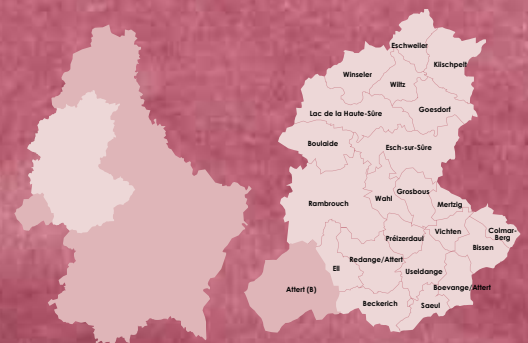 Eschweiler
Kiischpelt
Winseler
Wiltz
Lac de la Haute-Sûre
Goesdorf
Boulaide
Esch-sur-Sûre
Grosbous
Wahl
Rambrouch
Mertzig
Vichten
Colmar-
Berg
Préizerdaul
Bissen
Redange/Attert
Ell
Useldange
Attert (B)
Boevange/Attert
Beckerich
Saeul